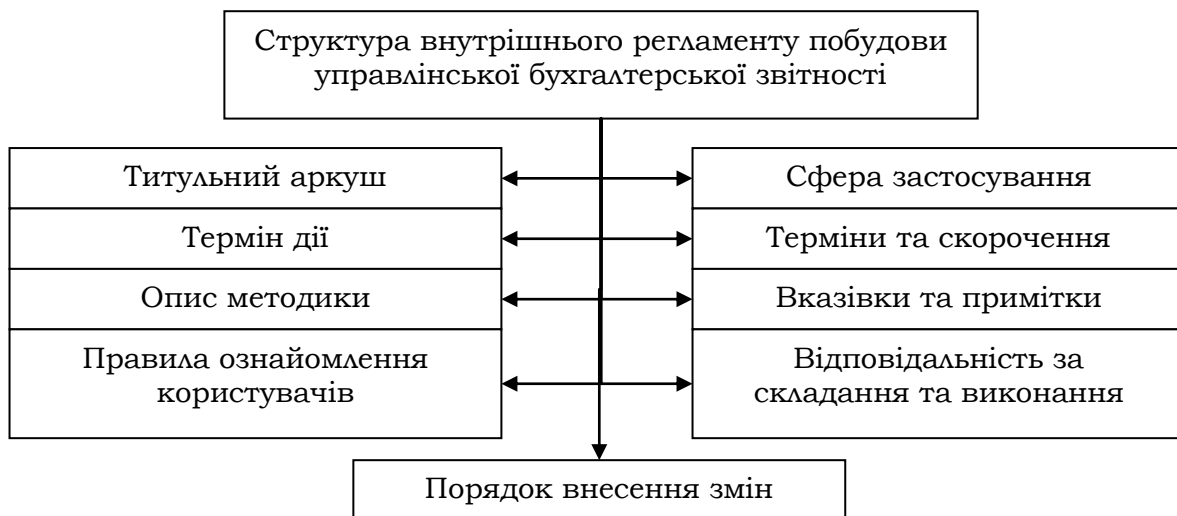 Структура внутрішнього регламенту побудови
управлінської бухгалтерської звітності
Титульний аркуш
Сфера застосування
Термін дії
Терміни та скорочення
Опис методики
Вказівки та примітки
Правила ознайомлення
користувачів
Відповідальність за
складання та виконання
Порядок внесення змін